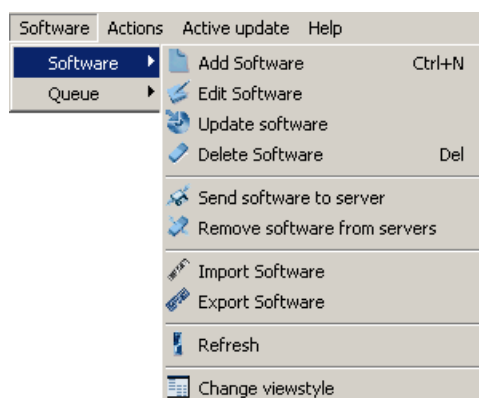 Software Actions Active update Help
Software
Queue
Add Software Ctrl+N
Edit Software
Update software
Delete Software Del
Send software to server
Remove software from servers
Import Software
Export Software
Refresh
Change viewstyle